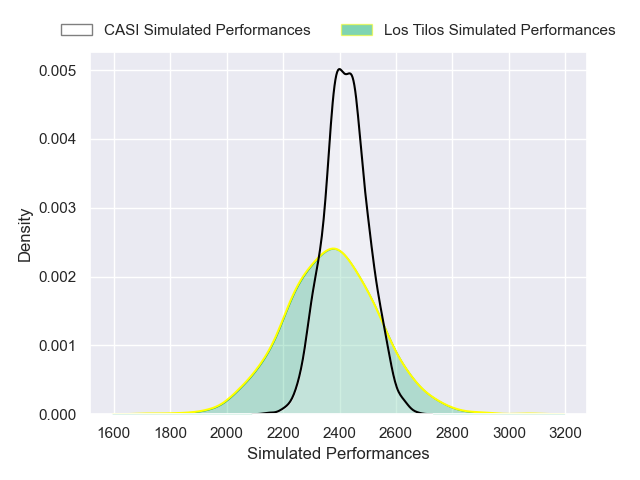 CASI Simulated Performances
Los Tilos Simulated Performances
0.005
0.004
0.003
0.002
0.001
0.000
Density
1600 1800 2000 2200 2400 2600 2800 3000 3200
Simulated Performances